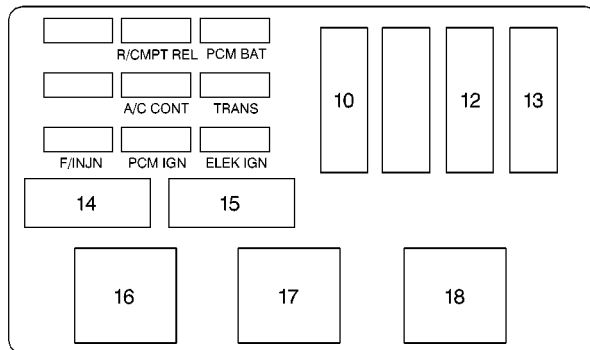 R/CMPT REL PCM BAT
A/C CONT TRANS
F/INJN PCM IGN ELEK IGN
10 12 13
14 15
16 17 18